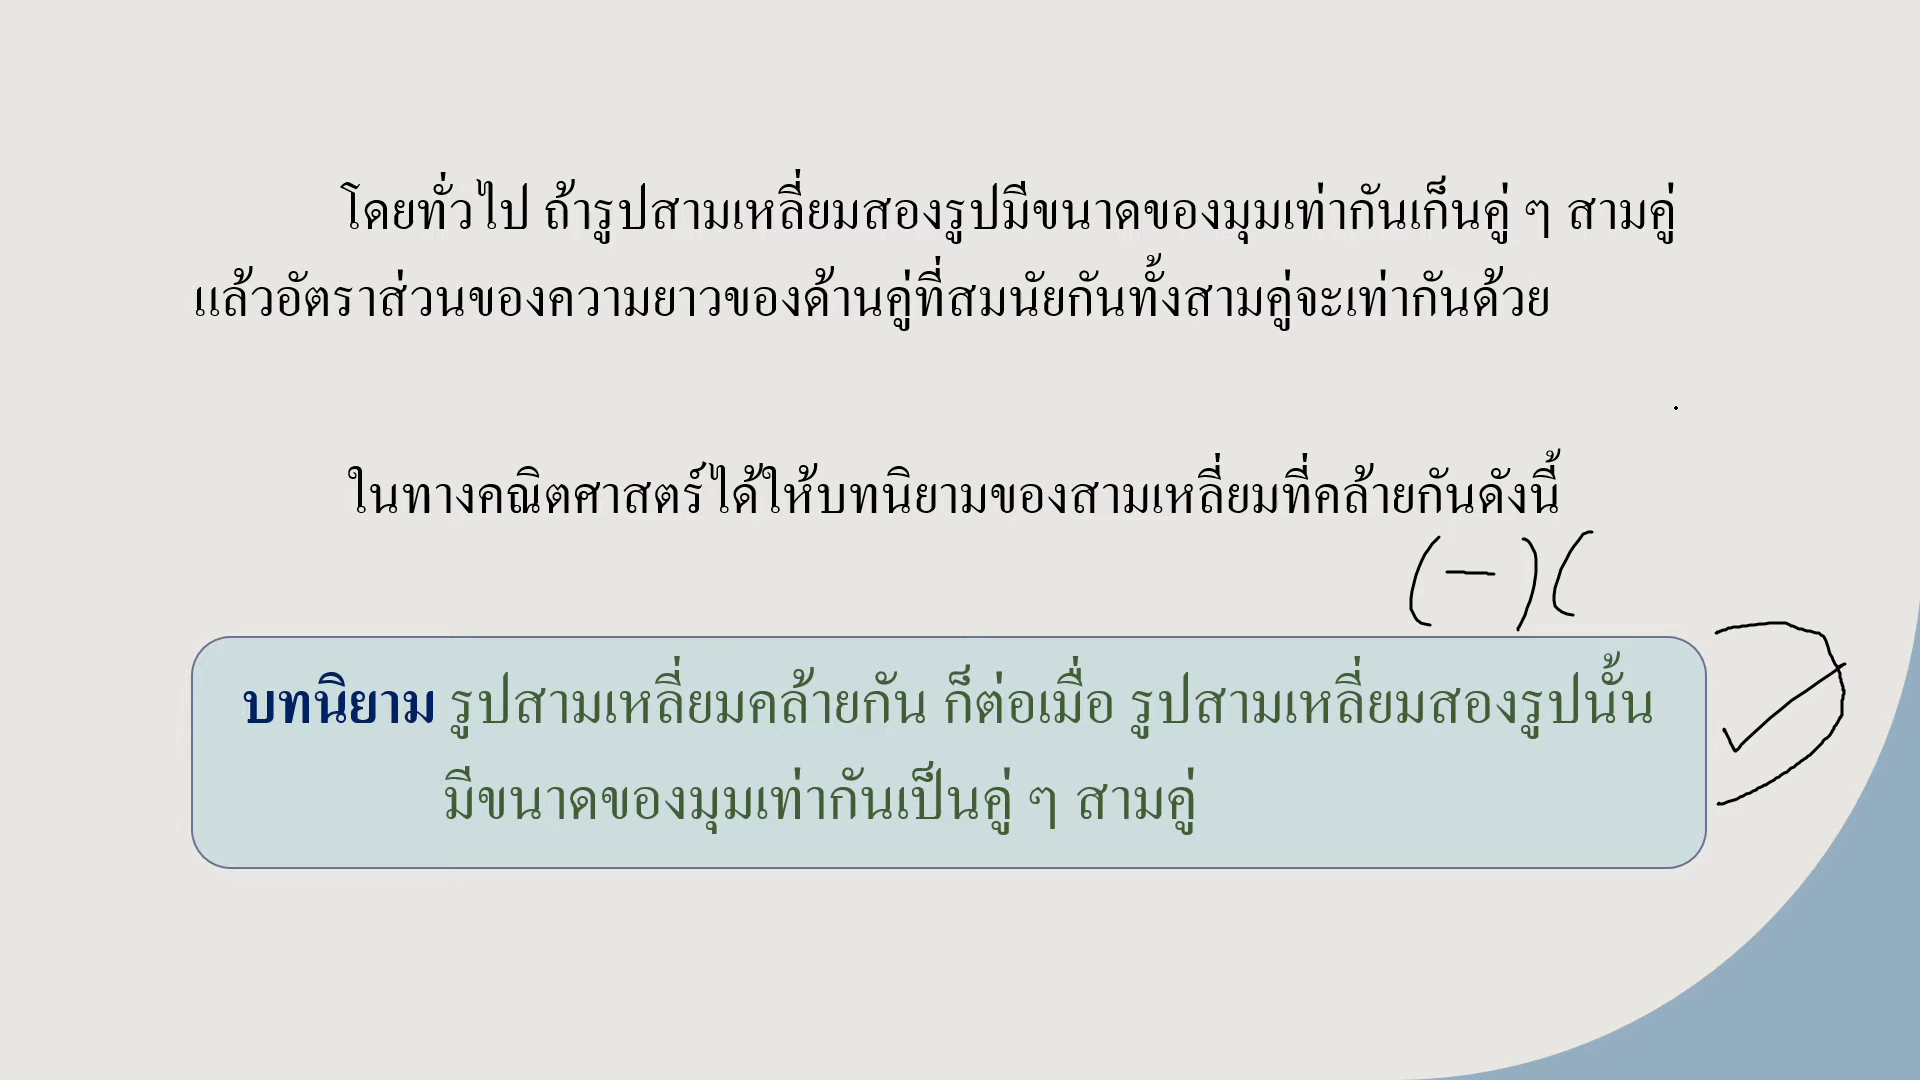 โดยทั่วไป ถ้ารูปสามเหลี่ยมสองรูปมีขนาดของมุมเท่ากันเก็นคู่ ๆ สามคู่
แล้วอัตราส่วนของความยาวของด้านคู่ที่สมนัยกันทั้งสามคู่จะเท่ากันด้วย
ในทางคณิตศาสตร์ได้ให้บทนิยามของสามเหลี่ยมที่คล้ายกันดังนี้
(-)(
บทนิยาม รูปสามเหลี่ยมคล้ายกัน ก็ต่อเมื่อ รูปสามเหลี่ยมสองรูปนั้น
มีขนาดของมุมเท่ากันเป็นคู่ ๆ สามคู่